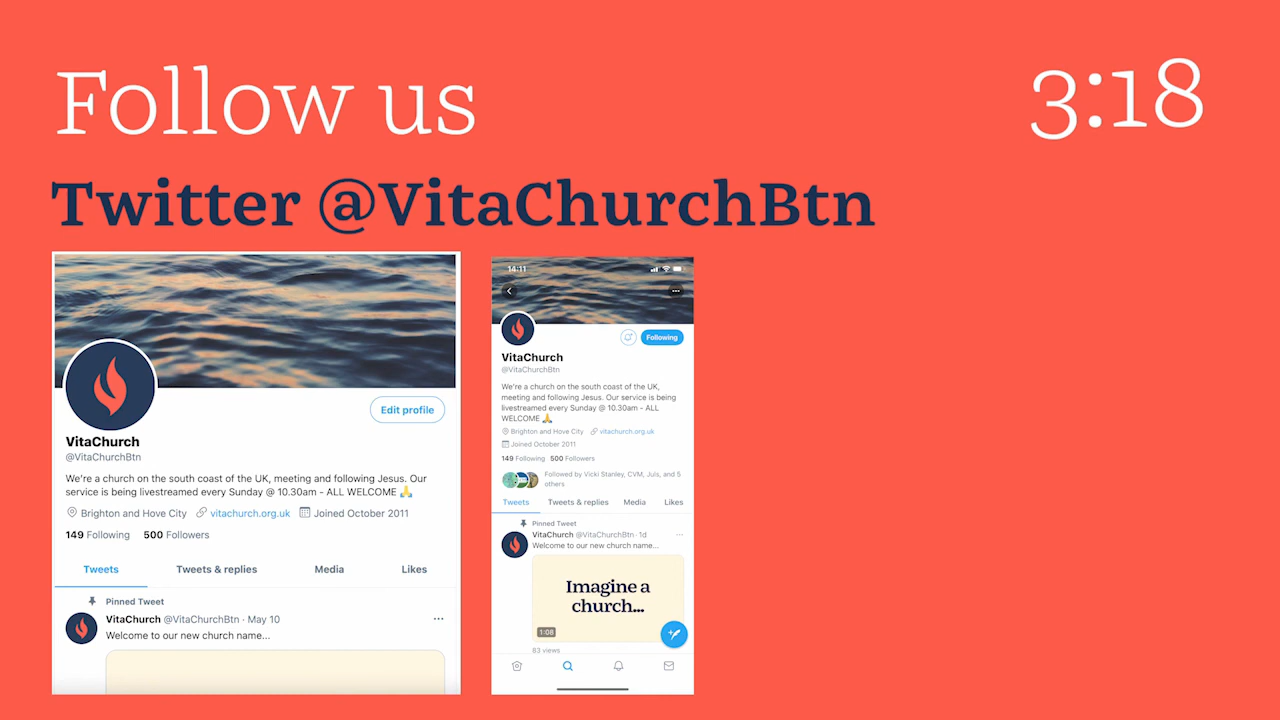 Follow us
3:18
Twitter @VitaChurchBtn
Edit profile
VitaChurch
@VitaChurchBtn
We're a church on the south coast of the UK, meeting and following Jesus. Our
service is being livestreamed every Sunday @ 10.30am - ALL WELCOME 🙏
Brighton and Hove City vitachurch.org.uk Joined October 2011
149 Following 500 Followers
Tweets Tweets & replies Media Likes
Pinned Tweet
VitaChurch @VitaChurchBtn · May 10
Welcome to our new church name...
14:11
Following
VitaChurch
@VitaChurchBtn
We're a church on the south coast of the UK,
meeting and following Jesus. Our service is being
livestreamed every Sunday @ 10.30am - ALL
WELCOME 🙏
Brighton and Hove City vitachurch.org.uk
Joined October 2011
149 Following 500 Followers
Followed by Vicki Stanley, CVM, Juls, and 5
others
Tweets Tweets & replies Media Likes
Pinned Tweet
VitaChurch @VitaChurchBtn · 1d
Welcome to our new church name...
Imagine a
church...
1:08
83 views